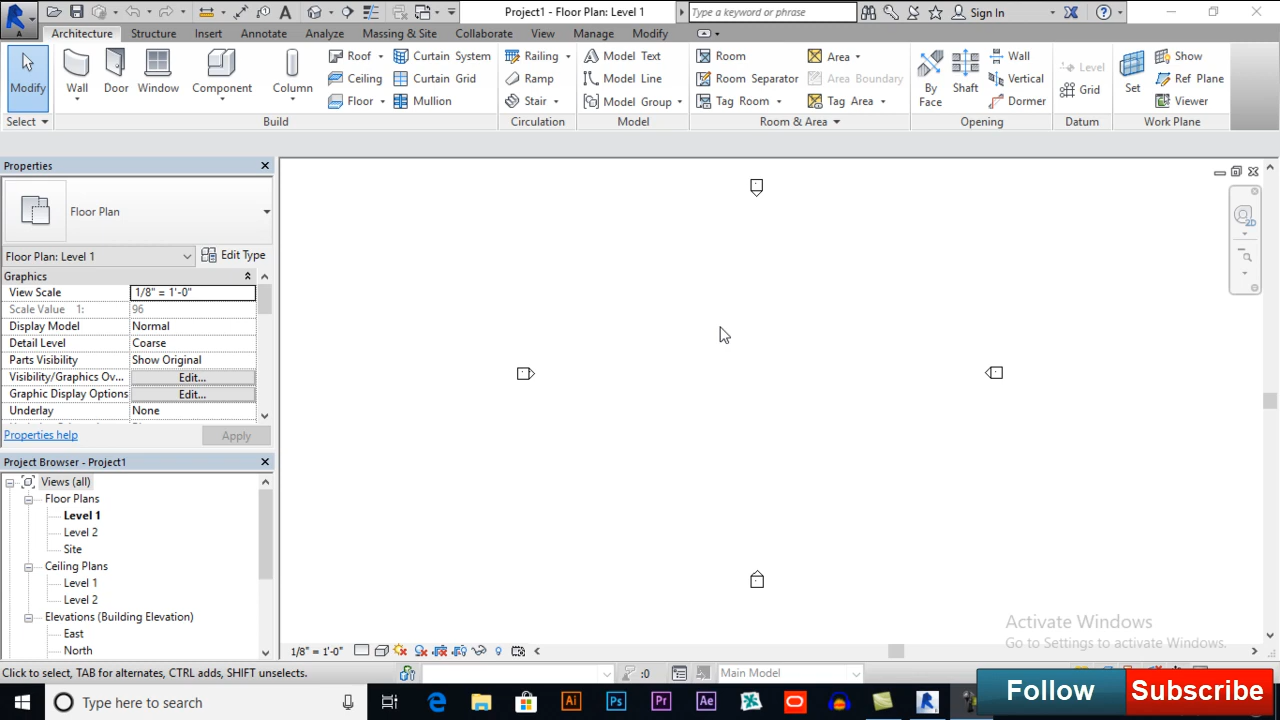 Project1 - Floor Plan: Level 1
Type a keyword or phrase
Sign In
Architecture Structure Insert Annotate Analyze Massing & Site Collaborate View Manage Modify
Modify
Wall
Door
Window
Component
Column
Roof
Ceiling
Floor
Curtain System
Curtain Grid
Mullion
Railing
Ramp
Stair
Model Text
Model Line
Model Group
Room
Room Separator
Tag Room
Area
Area Boundary
Tag Area
By
Face
Shaft
Wall
Vertical
Dormer
Level
Grid
Set
Show
Ref Plane
Viewer
Select Build Circulation Model Room & Area Opening Datum Work Plane
Properties
Floor Plan
Floor Plan: Level 1 Edit Type
Graphics
View Scale 1/8" = 1'-0"
Scale Value 1: 96
Display Model Normal
Detail Level Coarse
Parts Visibility Show Original
Visibility/Graphics Ov... Edit...
Graphic Display Options Edit...
Underlay None
Properties help Apply
Project Browser - Project1
Views (all)
Floor Plans
Level 1
Level 2
Site
Ceiling Plans
Level 1
Level 2
Elevations (Building Elevation)
East
North
2D
Activate Windows
Go to Settings to activate Windows.
1/8" = 1'-0"
Click to select, TAB for alternates, CTRL adds, SHIFT unselects.
:0
Main Model
Follow
Subscribe
Type here to search
Ai
Ps
Pr
Ae